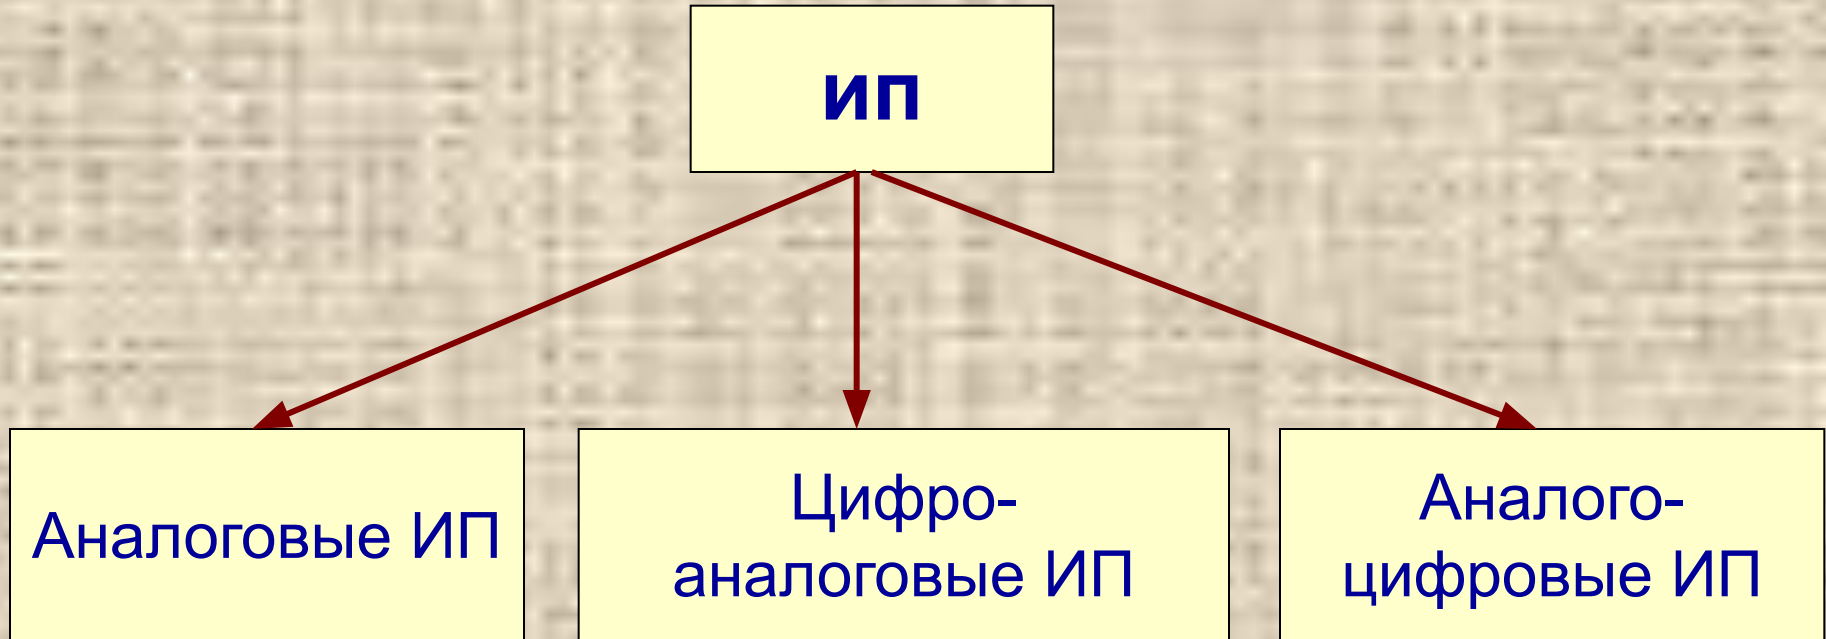 ИП
Аналоговые ИП
Цифро-
аналоговые ИП
Аналого-
цифровые ИП